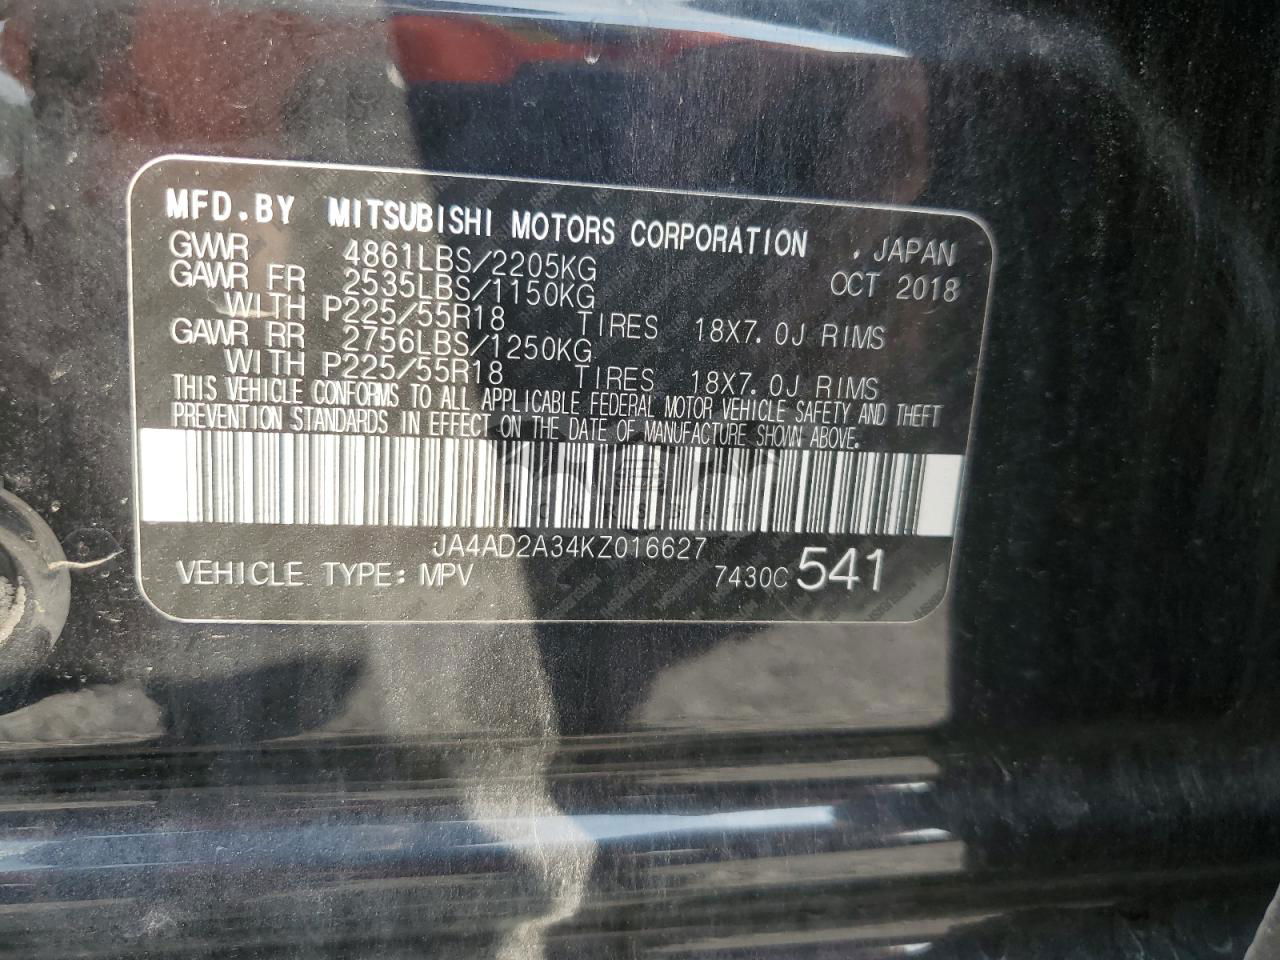 MFD.BY MITSUBISHI MOTORS CORPORATION . JAPAN
GVWR 4861LBS/2205KG OCT 2018
GAWR FR 2535LBS/1150KG
WITH P225/55R18 TIRES 18X7.0J RIMS
GAWR RR 2756LBS/1250KG
WITH P225/55R18 TIRES 18X7.0J RIMS
THIS VEHICLE CONFORMS TO ALL APPLICABLE FEDERAL MOTOR VEHICLE SAFETY AND THEFT
PREVENTION STANDARDS IN EFFECT ON THE DATE OF MANUFACTURE SHOWN ABOVE.
JA4AD2A34KZ016627
VEHICLE TYPE: MPV 7430C 541